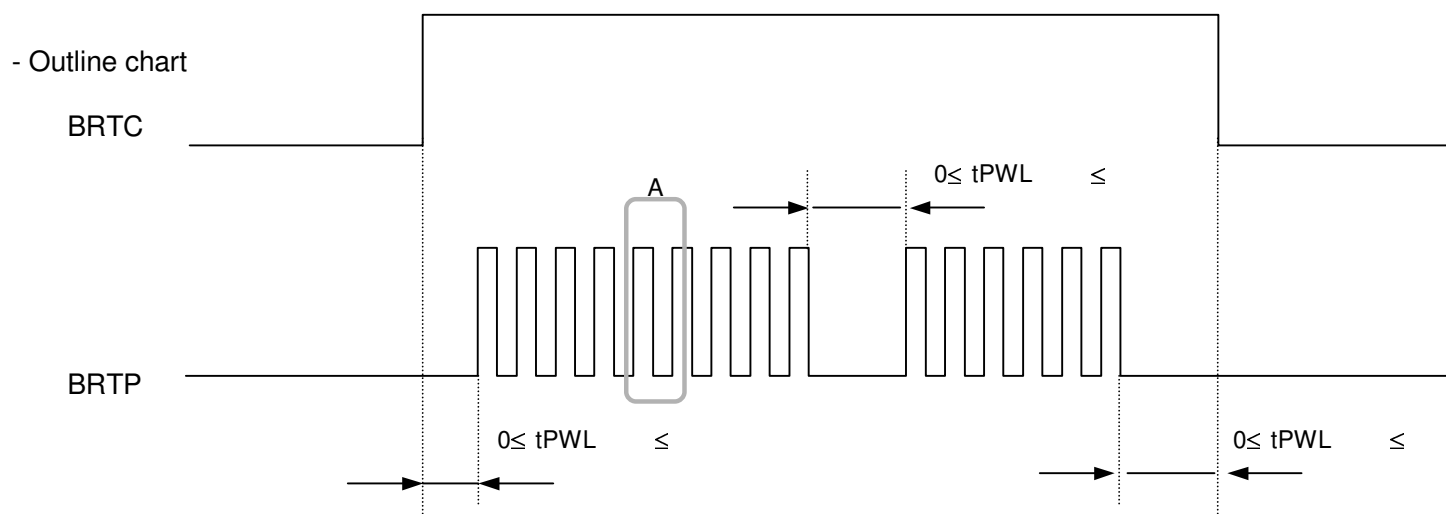 - Outline chart
BRTC
A
0≤ tPWL ≤
BRTP
0≤ tPWL ≤
0≤ tPWL ≤